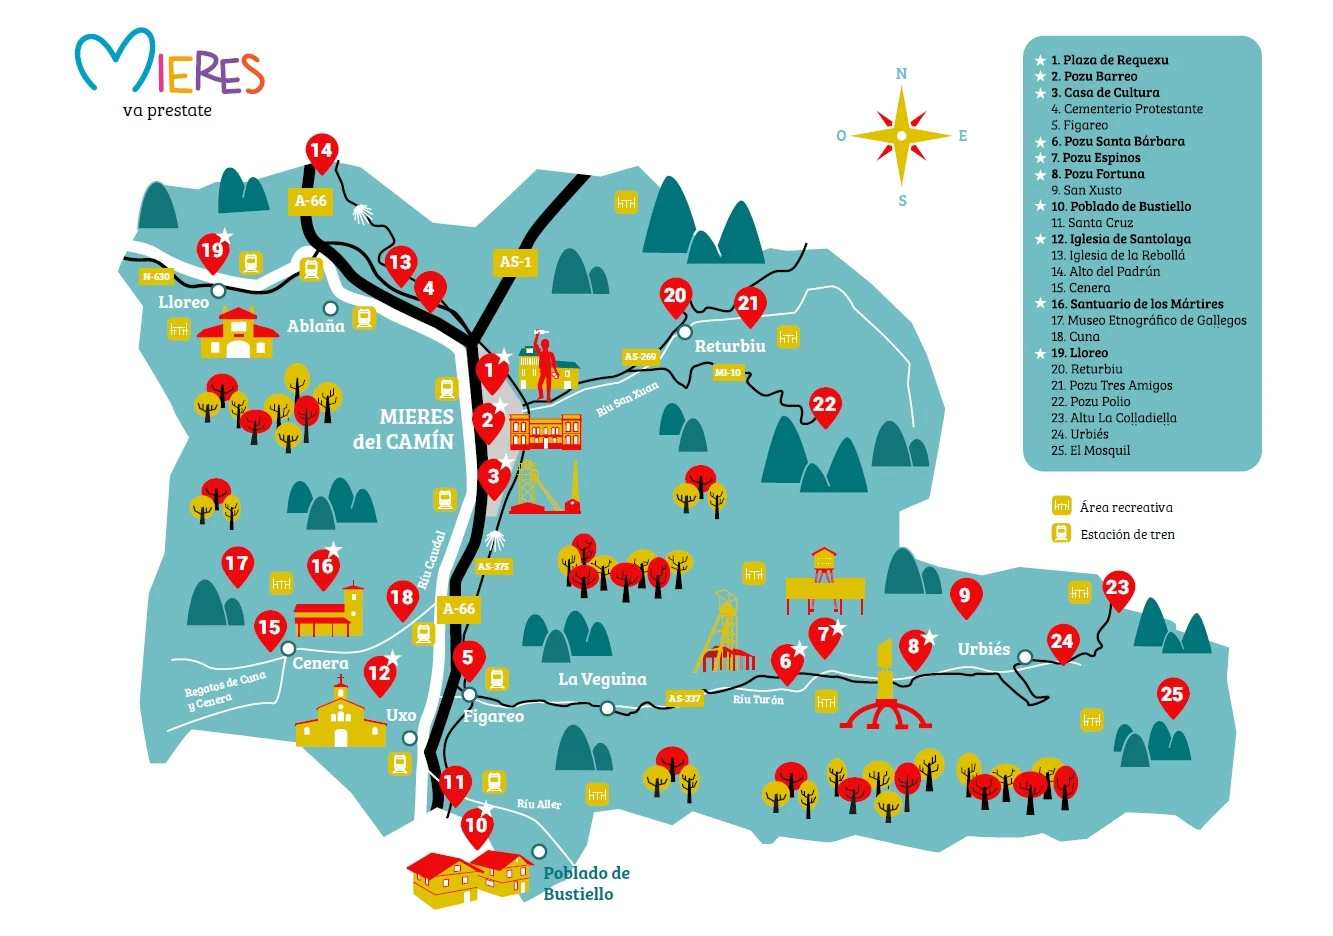 MIERES
va prestate
N
O
E
S
1. Plaza de Requexu
2. Pozu Barreo
3. Casa de Cultura
4. Cementerio Protestante
5. Figareo
6. Pozu Santa Bárbara
7. Pozu Espinos
8. Pozu Fortuna
9. San Xusto
10. Poblado de Bustiello
11. Santa Cruz
12. Iglesia de Santolaya
13. Iglesia de la Rebollá
14. Alto del Padrún
15. Cenera
16. Santuario de los Mártires
17. Museo Etnográfico de Gaḷḷegos
18. Cuna
19. Lloreo
20. Returbiu
21. Pozu Tres Amigos
22. Pozu Polio
23. Altu La Coḷḷadieḷḷa
24. Urbiés
25. El Mosquil
Área recreativa
Estación de tren
14
A-66
19
N-630
Lloreo
Ablaña
13
4
AS-1
20
21
Returbiu
AS-269
MI-10
Ríu San Xuan
22
1
2
3
MIERES
del CAMÍN
AS-375
Ríu Caudal
A-66
17
16
18
15
Cenera
12
Regatos de Cuna
y Cenera
Uxo
5
Figareo
La Veguina
AS-337
Ríu Turón
6
7
8
9
Urbiés
24
23
25
11
Ríu Aller
10
Poblado de
Bustiello